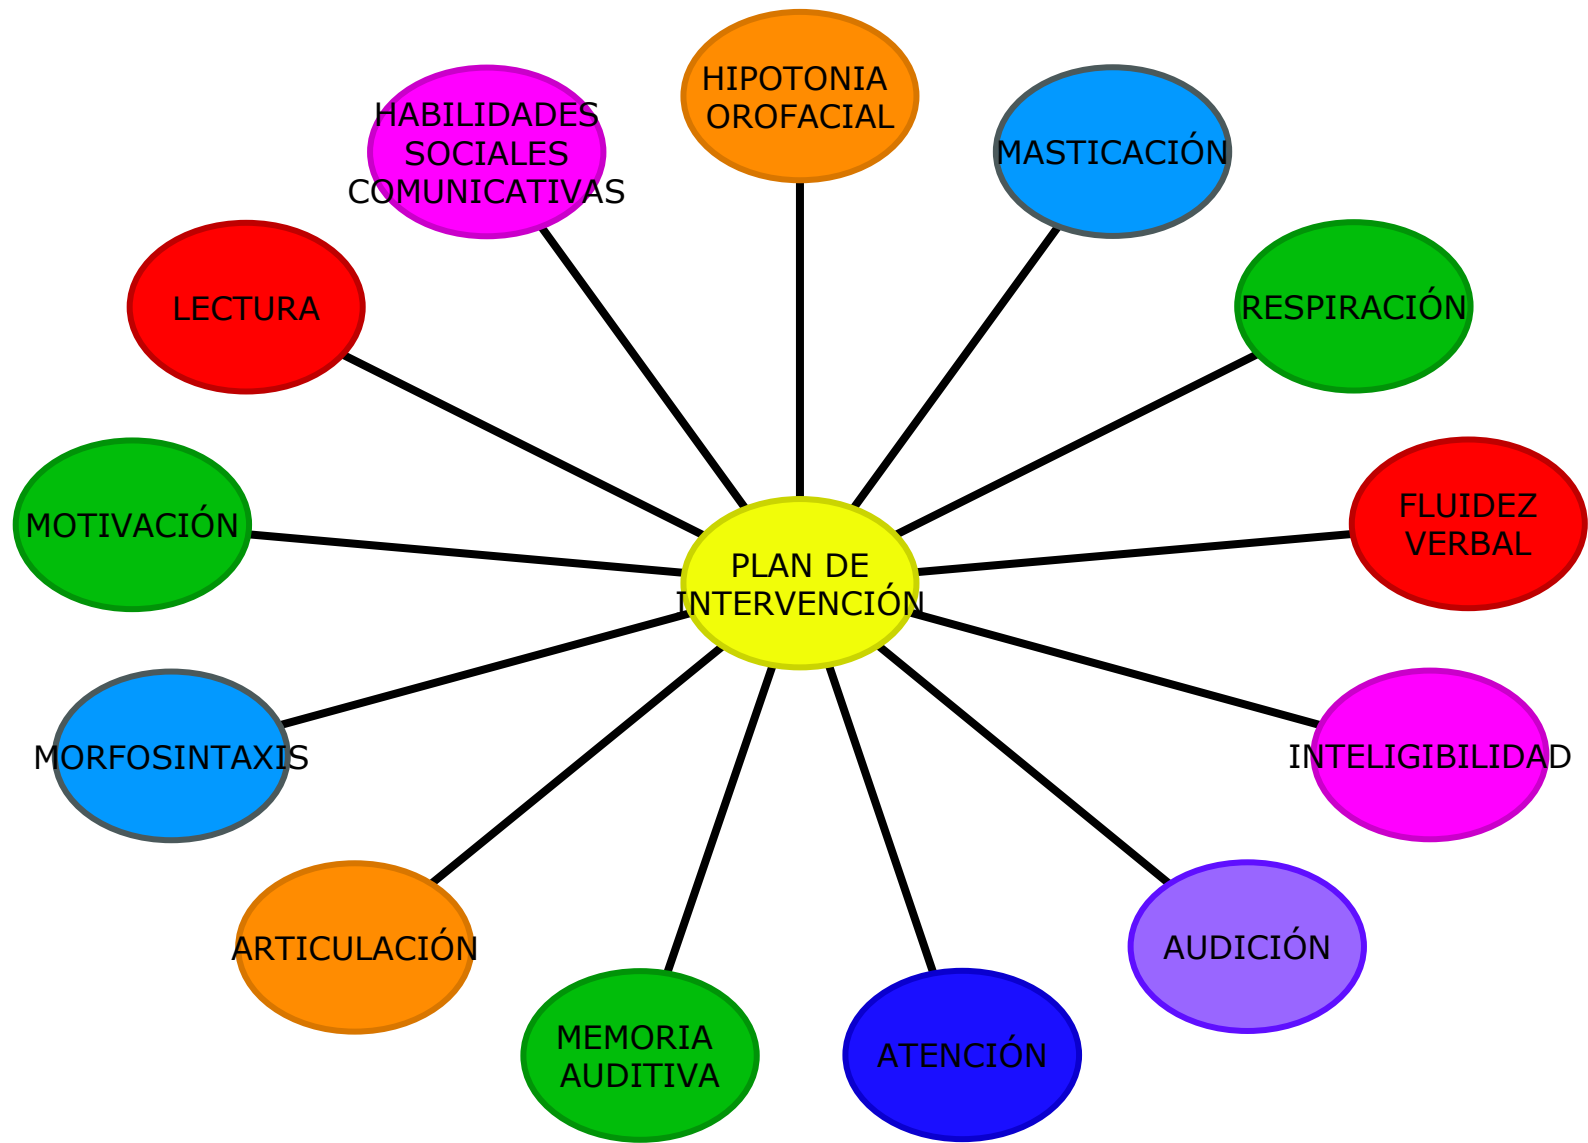 HIPOTONIA
OROFACIAL
HABILIDADES
SOCIALES
COMUNICATIVAS
MASTICACIÓN
LECTURA
RESPIRACIÓN
MOTIVACIÓN
FLUIDEZ
VERBAL
PLAN DE
INTERVENCIÓN
MORFOSINTAXIS
INTELIGIBILIDAD
ARTICULACIÓN
AUDICIÓN
MEMORIA
AUDITIVA
ATENCIÓN